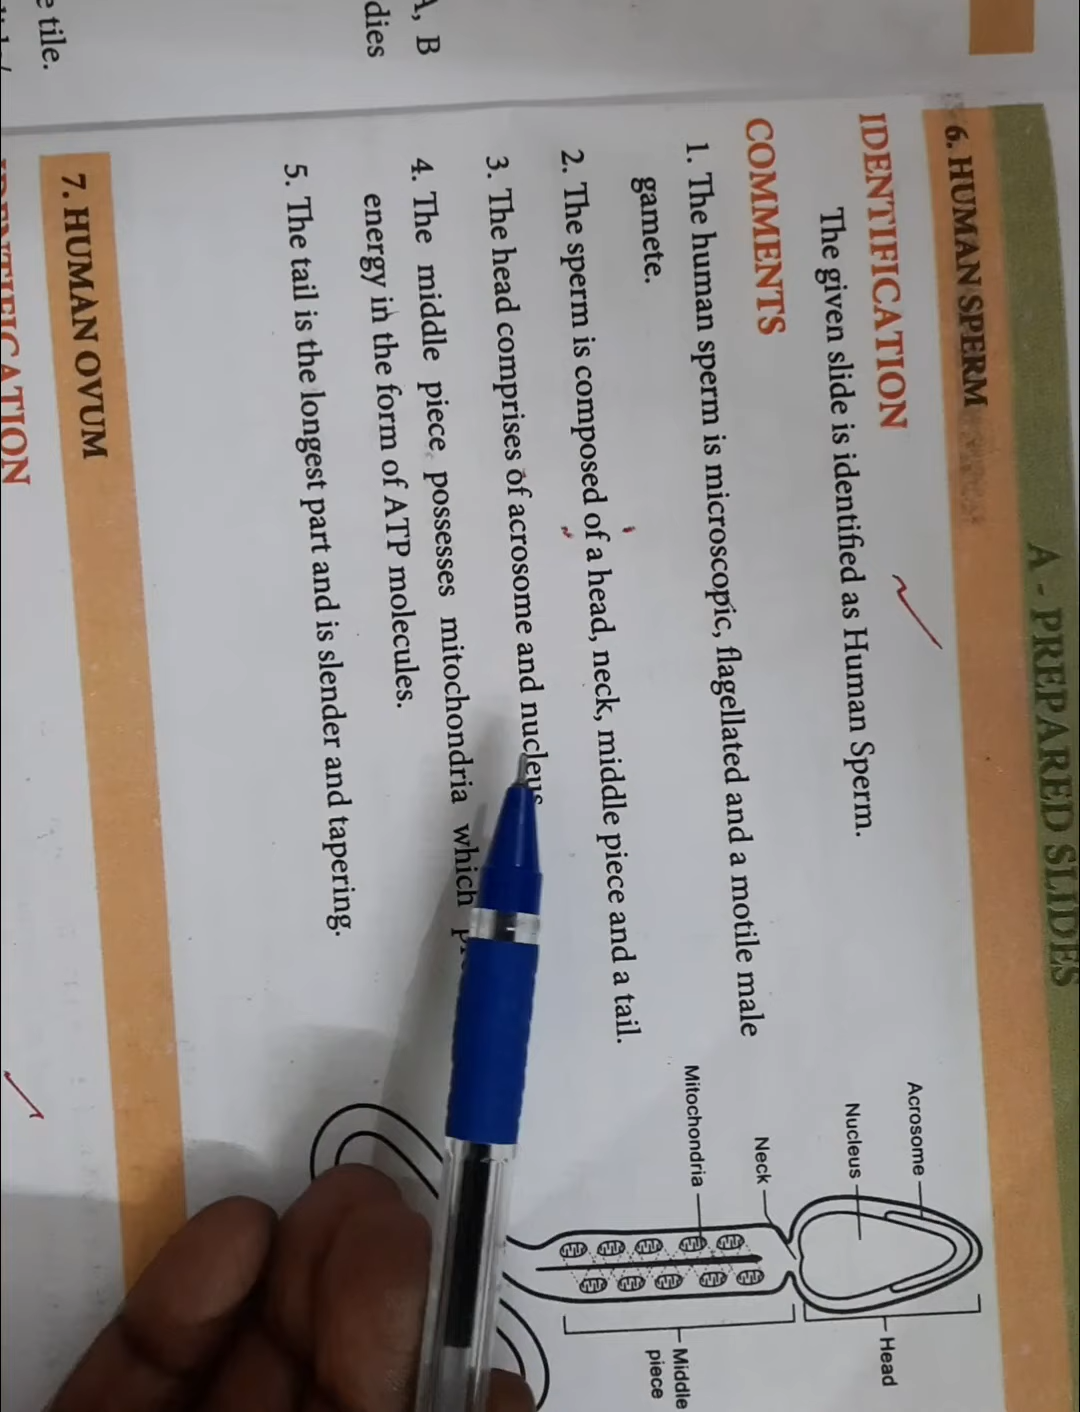 A - PREPARED SLIDES
6. HUMAN SPERM
IDENTIFICATION
The given slide is identified as Human Sperm.
COMMENTS
1. The human sperm is microscopic, flagellated and a motile male
gamete.
2. The sperm is composed of a head, neck, middle piece and a tail.
3. The head comprises of acrosome and nucleus
4. The middle piece possesses mitochondria which
energy in the form of ATP molecules.
5. The tail is the longest part and is slender and tapering.
Acrosome
Nucleus
Neck
Mitochondria
Head
Middle
piece
7. HUMAN OVUM
A, B
dies
tile.